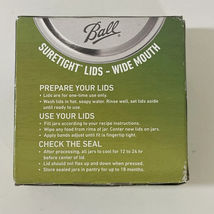 Ball
SURETIGHT™ LIDS - WIDE MOUTH
PREPARE YOUR LIDS
• Lids are for one-time use only.
• Wash lids in hot, soapy water. Rinse well, set lids aside
until ready to use.
USE YOUR LIDS
• Fill jars according to your recipe instructions.
• Wipe any food from rims of jar. Center new lids on jars.
• Apply bands adjust until fit is fingertip tight.
CHECK THE SEAL
• After processing, all jars to cool for 12 to 24 hr
before center of lid
• Lid should not flex up and down when pressed.
• Store sealed jars in pantry for up to 18 months.